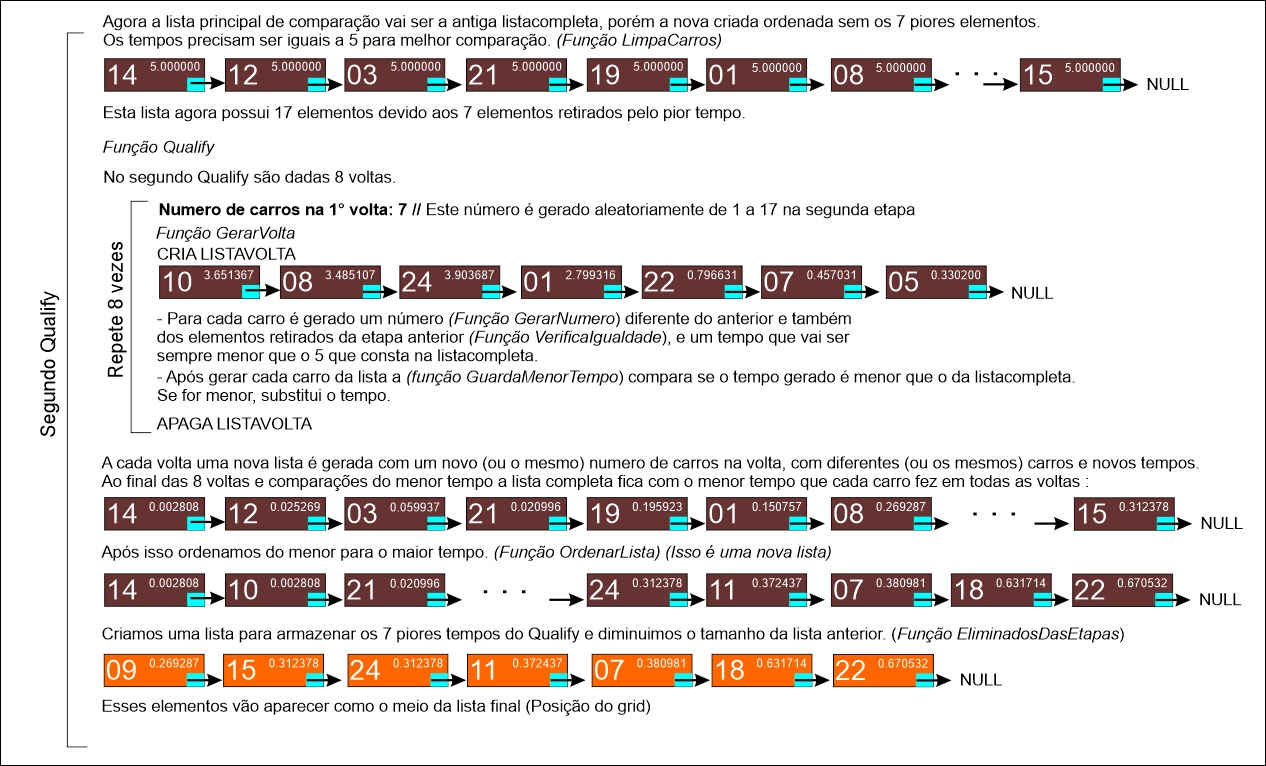 Agora a lista principal de comparação vai ser a antiga listacompleta, porém a nova criada ordenada sem os 7 piores elementos.
Os tempos precisam ser iguais a 5 para melhor comparação. (Função LimpaCarros)
14 5.000000 12 5.000000 03 5.000000 21 5.000000 19 5.000000 01 5.000000 08 5.000000 . . . 15 5.000000 NULL
Esta lista agora possui 17 elementos devido aos 7 elementos retirados pelo pior tempo.
Função Qualify
No segundo Qualify são dadas 8 voltas.
Segundo Qualify
Repete 8 vezes
Numero de carros na 1° volta: 7 // Este número é gerado aleatoriamente de 1 a 17 na segunda etapa
Função GerarVolta
CRIA LISTAVOLTA
10 3.651367 08 3.485107 24 3.903687 01 2.799316 22 0.796631 07 0.457031 05 0.330200 NULL
- Para cada carro é gerado um número (Função GerarNumero) diferente do anterior e também
dos elementos retirados da etapa anterior (Função VerificaIgualdade), e um tempo que vai ser
sempre menor que o 5 que consta na listacompleta.
- Após gerar cada carro da lista a (função GuardaMenorTempo) compara se o tempo gerado é menor que o da listacompleta.
Se for menor, substitui o tempo.
APAGA LISTAVOLTA
A cada volta uma nova lista é gerada com um novo (ou o mesmo) numero de carros na volta, com diferentes (ou os mesmos) carros e novos tempos.
Ao final das 8 voltas e comparações do menor tempo a lista completa fica com o menor tempo que cada carro fez em todas as voltas :
14 0.002808 12 0.025269 03 0.059937 21 0.020996 19 0.195923 01 0.150757 08 0.269287 . . . 15 0.312378 NULL
Após isso ordenamos do menor para o maior tempo. (Função OrdenarLista) (Isso é uma nova lista)
14 0.002808 10 0.002808 21 0.020996 . . . 24 0.312378 11 0.372437 07 0.380981 18 0.631714 22 0.670532 NULL
Criamos uma lista para armazenar os 7 piores tempos do Qualify e diminuimos o tamanho da lista anterior. (Função EliminadosDasEtapas)
09 0.269287 15 0.312378 24 0.312378 11 0.372437 07 0.380981 18 0.631714 22 0.670532 NULL
Esses elementos vão aparecer como o meio da lista final (Posição do grid)